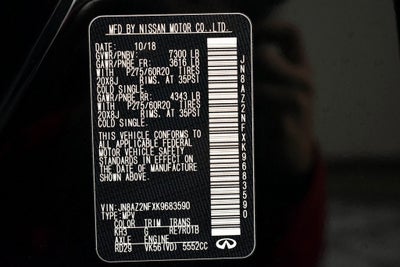 MFD BY NISSAN MOTOR CO.,LTD.
DATE: 10/18
GVWR/PNBV: 7300 LB
GAWR/PNBE FR: 3616 LB
WITH P275/60R20 TIRES
20X8J RIMS. AT 35PSI
COLD SINGLE.
GAWR/PNBE RR: 4343 LB
WITH P275/60R20 TIRES
20X8J RIMS. AT 35PSI
COLD SINGLE.
THIS VEHICLE CONFORMS TO
ALL APPLICABLE FEDERAL
MOTOR VEHICLE SAFETY
STANDARDS IN EFFECT ON
THE DATE OF MANUFACTURE
SHOWN ABOVE.
VIN:JN8AZ2NFXK9683590
TYPE:MPV
COLOR TRIM TRANS
KH3 G RE7R01B
AXLE ENGINE
RD29 VK56(VD) 5552CC
INFINITI
JN8AZ2NFXK9683590